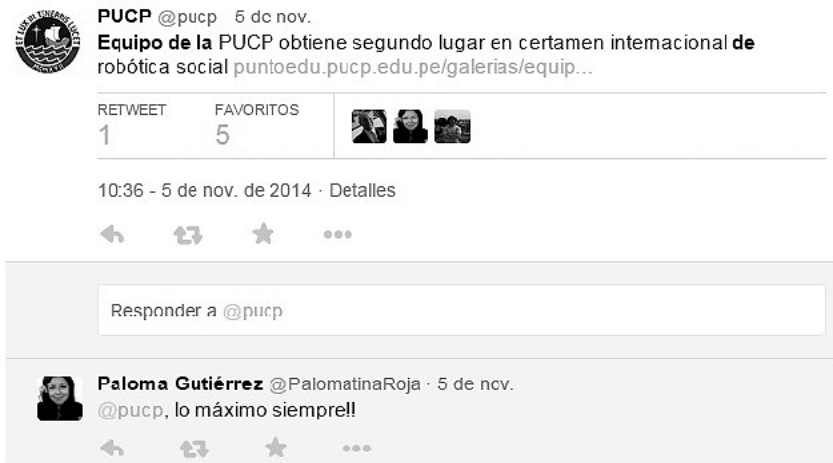 PUCP @pucp 5 de nov.
Equipo de la PUCP obtiene segundo lugar en certamen internacional de
robótica social puntoedu.pucp.edu.pe/galerias/equip...
RETWEET FAVORITOS
1 5
10:36 - 5 de nov. de 2014 · Detalles
Responder a @pucp
Paloma Gutiérrez @PalomatinaRoja · 5 de nov.
@pucp, lo máximo siempre!!